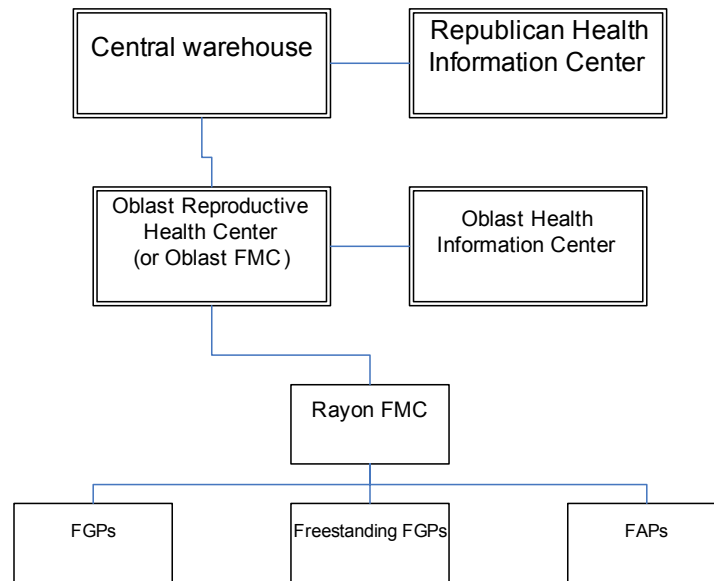 Central warehouse
Republican Health
Information Center
Oblast Reproductive
Health Center
(or Oblast FMC)
Oblast Health
Information Center
Rayon FMC
FGPs
Freestanding FGPs
FAPs